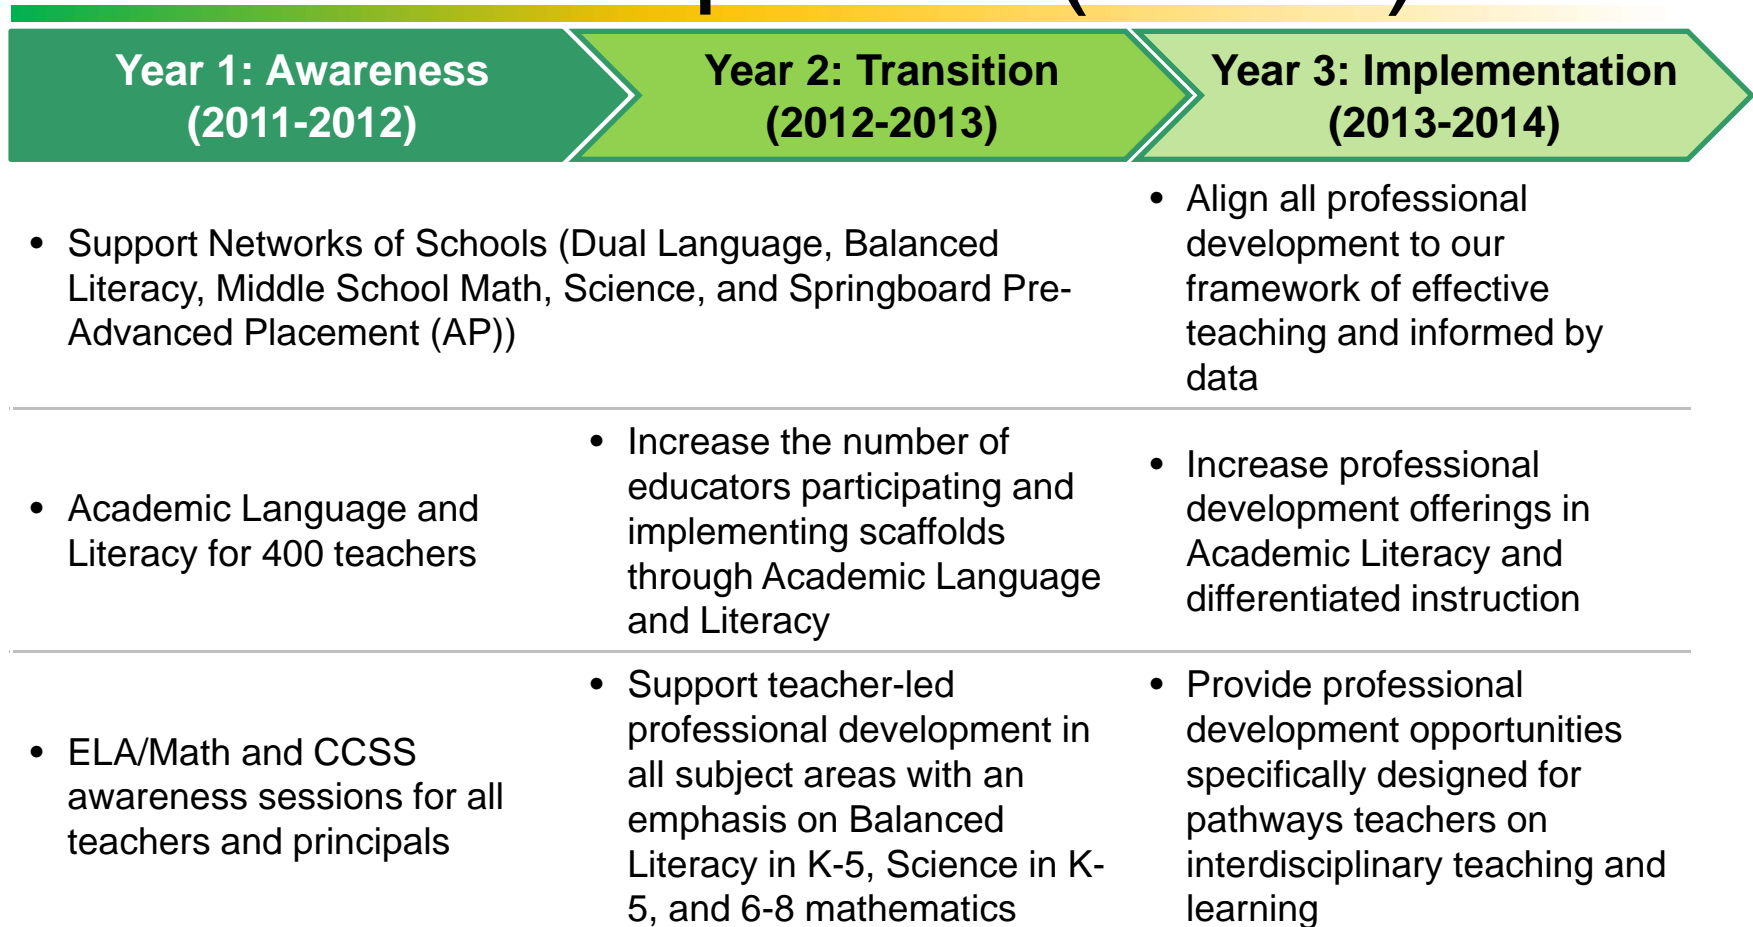 Year 1: Awareness
(2011-2012)
Year 2: Transition
(2012-2013)
Year 3: Implementation
(2013-2014)
• Support Networks of Schools (Dual Language, Balanced
Literacy, Middle School Math, Science, and Springboard Pre-
Advanced Placement (AP))
• Align all professional
development to our
framework of effective
teaching and informed by
data
• Academic Language and
Literacy for 400 teachers
• Increase the number of
educators participating and
implementing scaffolds
through Academic Language
and Literacy
• Increase professional
development offerings in
Academic Literacy and
differentiated instruction
• ELA/Math and CCSS
awareness sessions for all
teachers and principals
• Support teacher-led
professional development in
all subject areas with an
emphasis on Balanced
Literacy in K-5, Science in K-
5, and 6-8 mathematics
• Provide professional
development opportunities
specifically designed for
pathways teachers on
interdisciplinary teaching and
learning